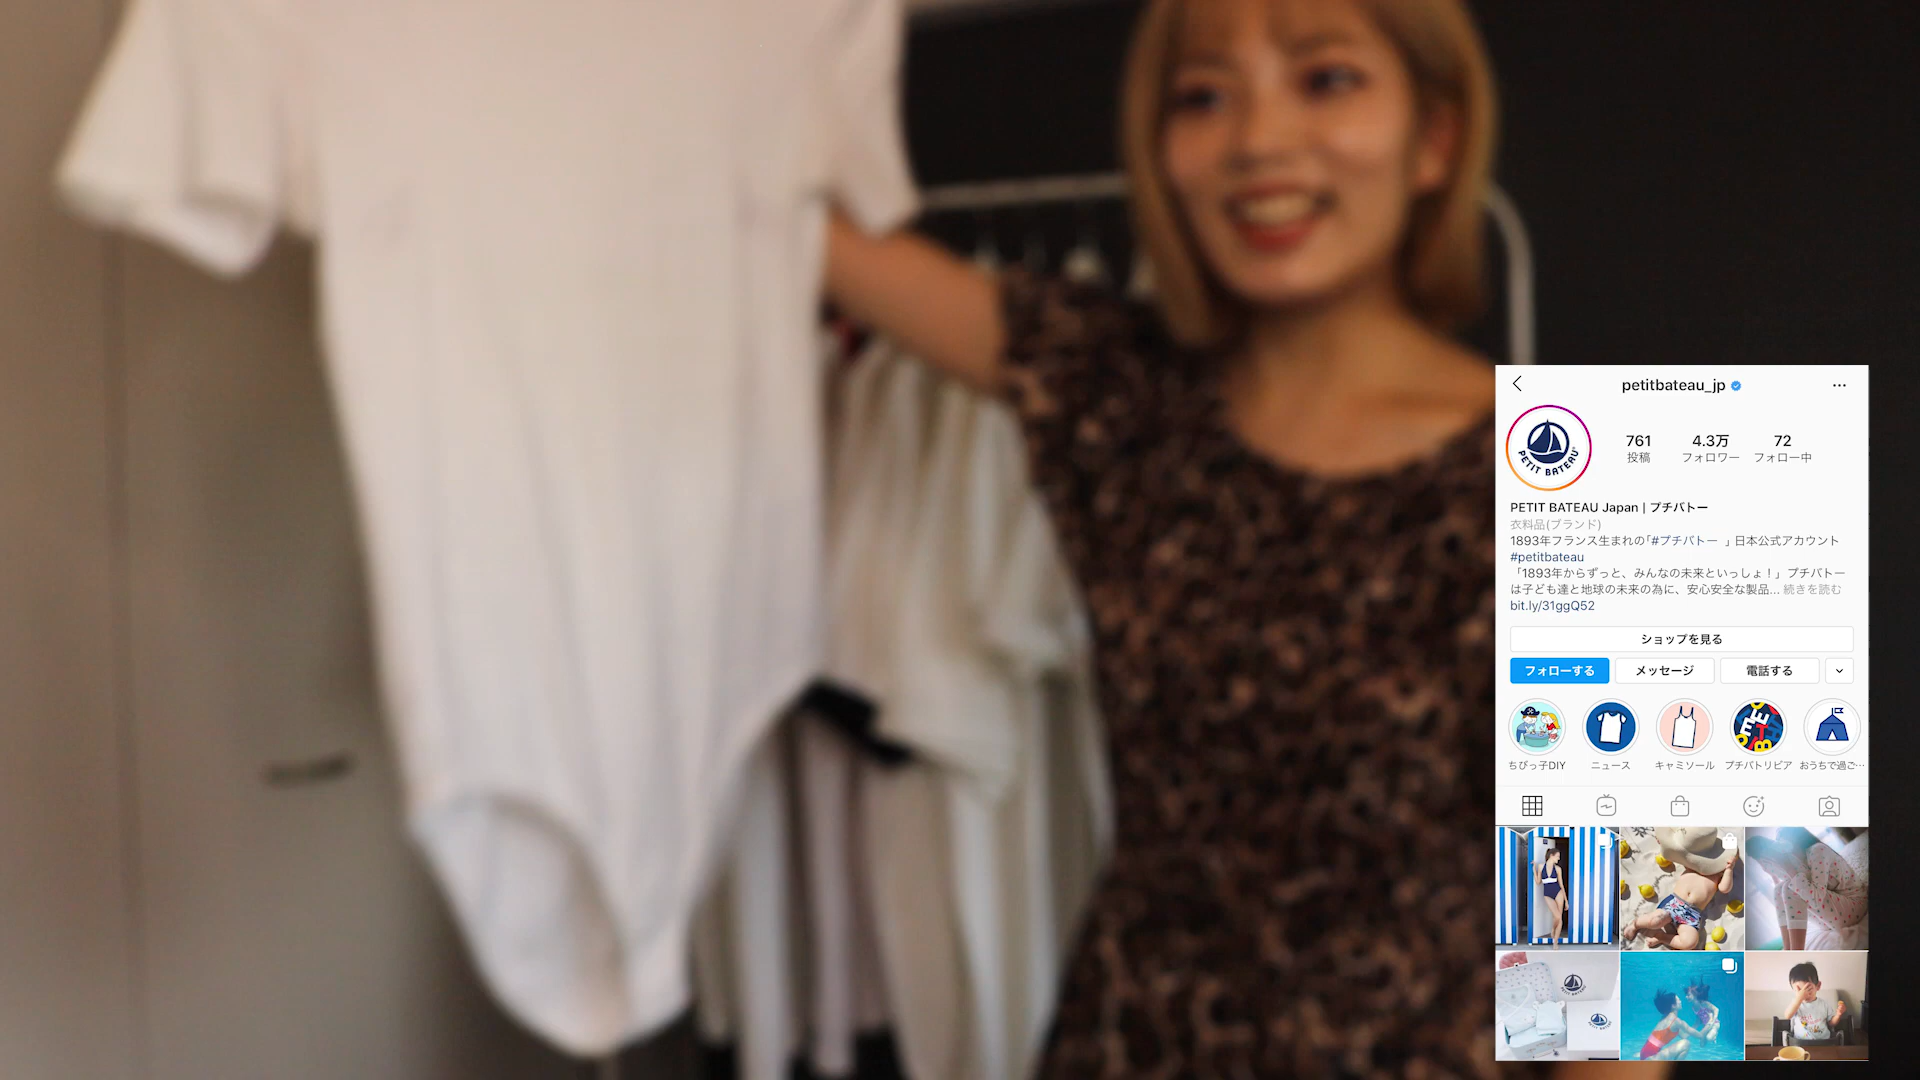 petitbateau_jp
761
4.3万
72
投稿
フォロワー
フォロー中
PETIT BATEAU
PETIT BATEAU Japan | プチバトー
衣料品(ブランド)
1893年フランス生まれの「#プチバトー 」日本公式アカウント
#petitbateau
「1893年からずっと、みんなの未来といっしょ！」プチバトー
は子ども達と地球の未来の為に、安心安全な製品... 続きを読む
bit.ly/31ggQ52
ショップを見る
フォローする
メッセージ
電話する
ちびっ子DIY
ニュース
キャミソール
プチバトリビア
おうちで過ご…
PETIT BATEAU